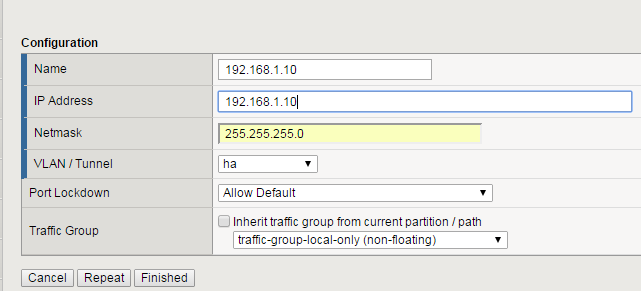 Configuration
Name 192.168.1.10
IP Address 192.168.1.10
Netmask 255.255.255.0
VLAN / Tunnel ha
Port Lockdown Allow Default
Traffic Group Inherit traffic group from current partition / path
traffic-group-local-only (non-floating)
Cancel Repeat Finished